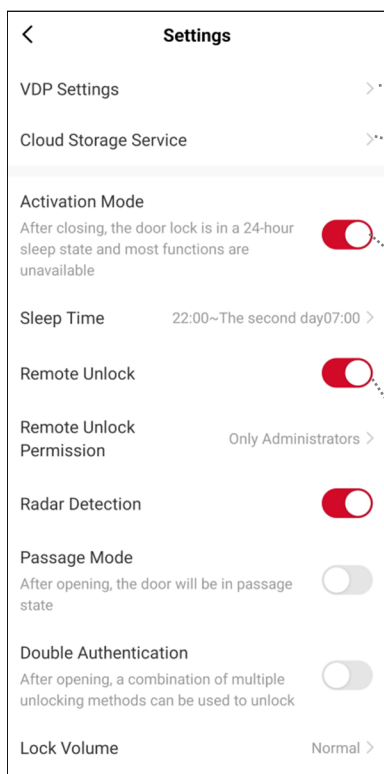 Settings
VDP Settings
Cloud Storage Service
Activation Mode
After closing, the door lock is in a 24-hour
sleep state and most functions are
unavailable
Sleep Time 22:00~The second day07:00
Remote Unlock
Remote Unlock
Permission
Only Administrators
Radar Detection
Passage Mode
After opening, the door will be in passage
state
Double Authentication
After opening, a combination of multiple
unlocking methods can be used to unlock
Lock Volume Normal